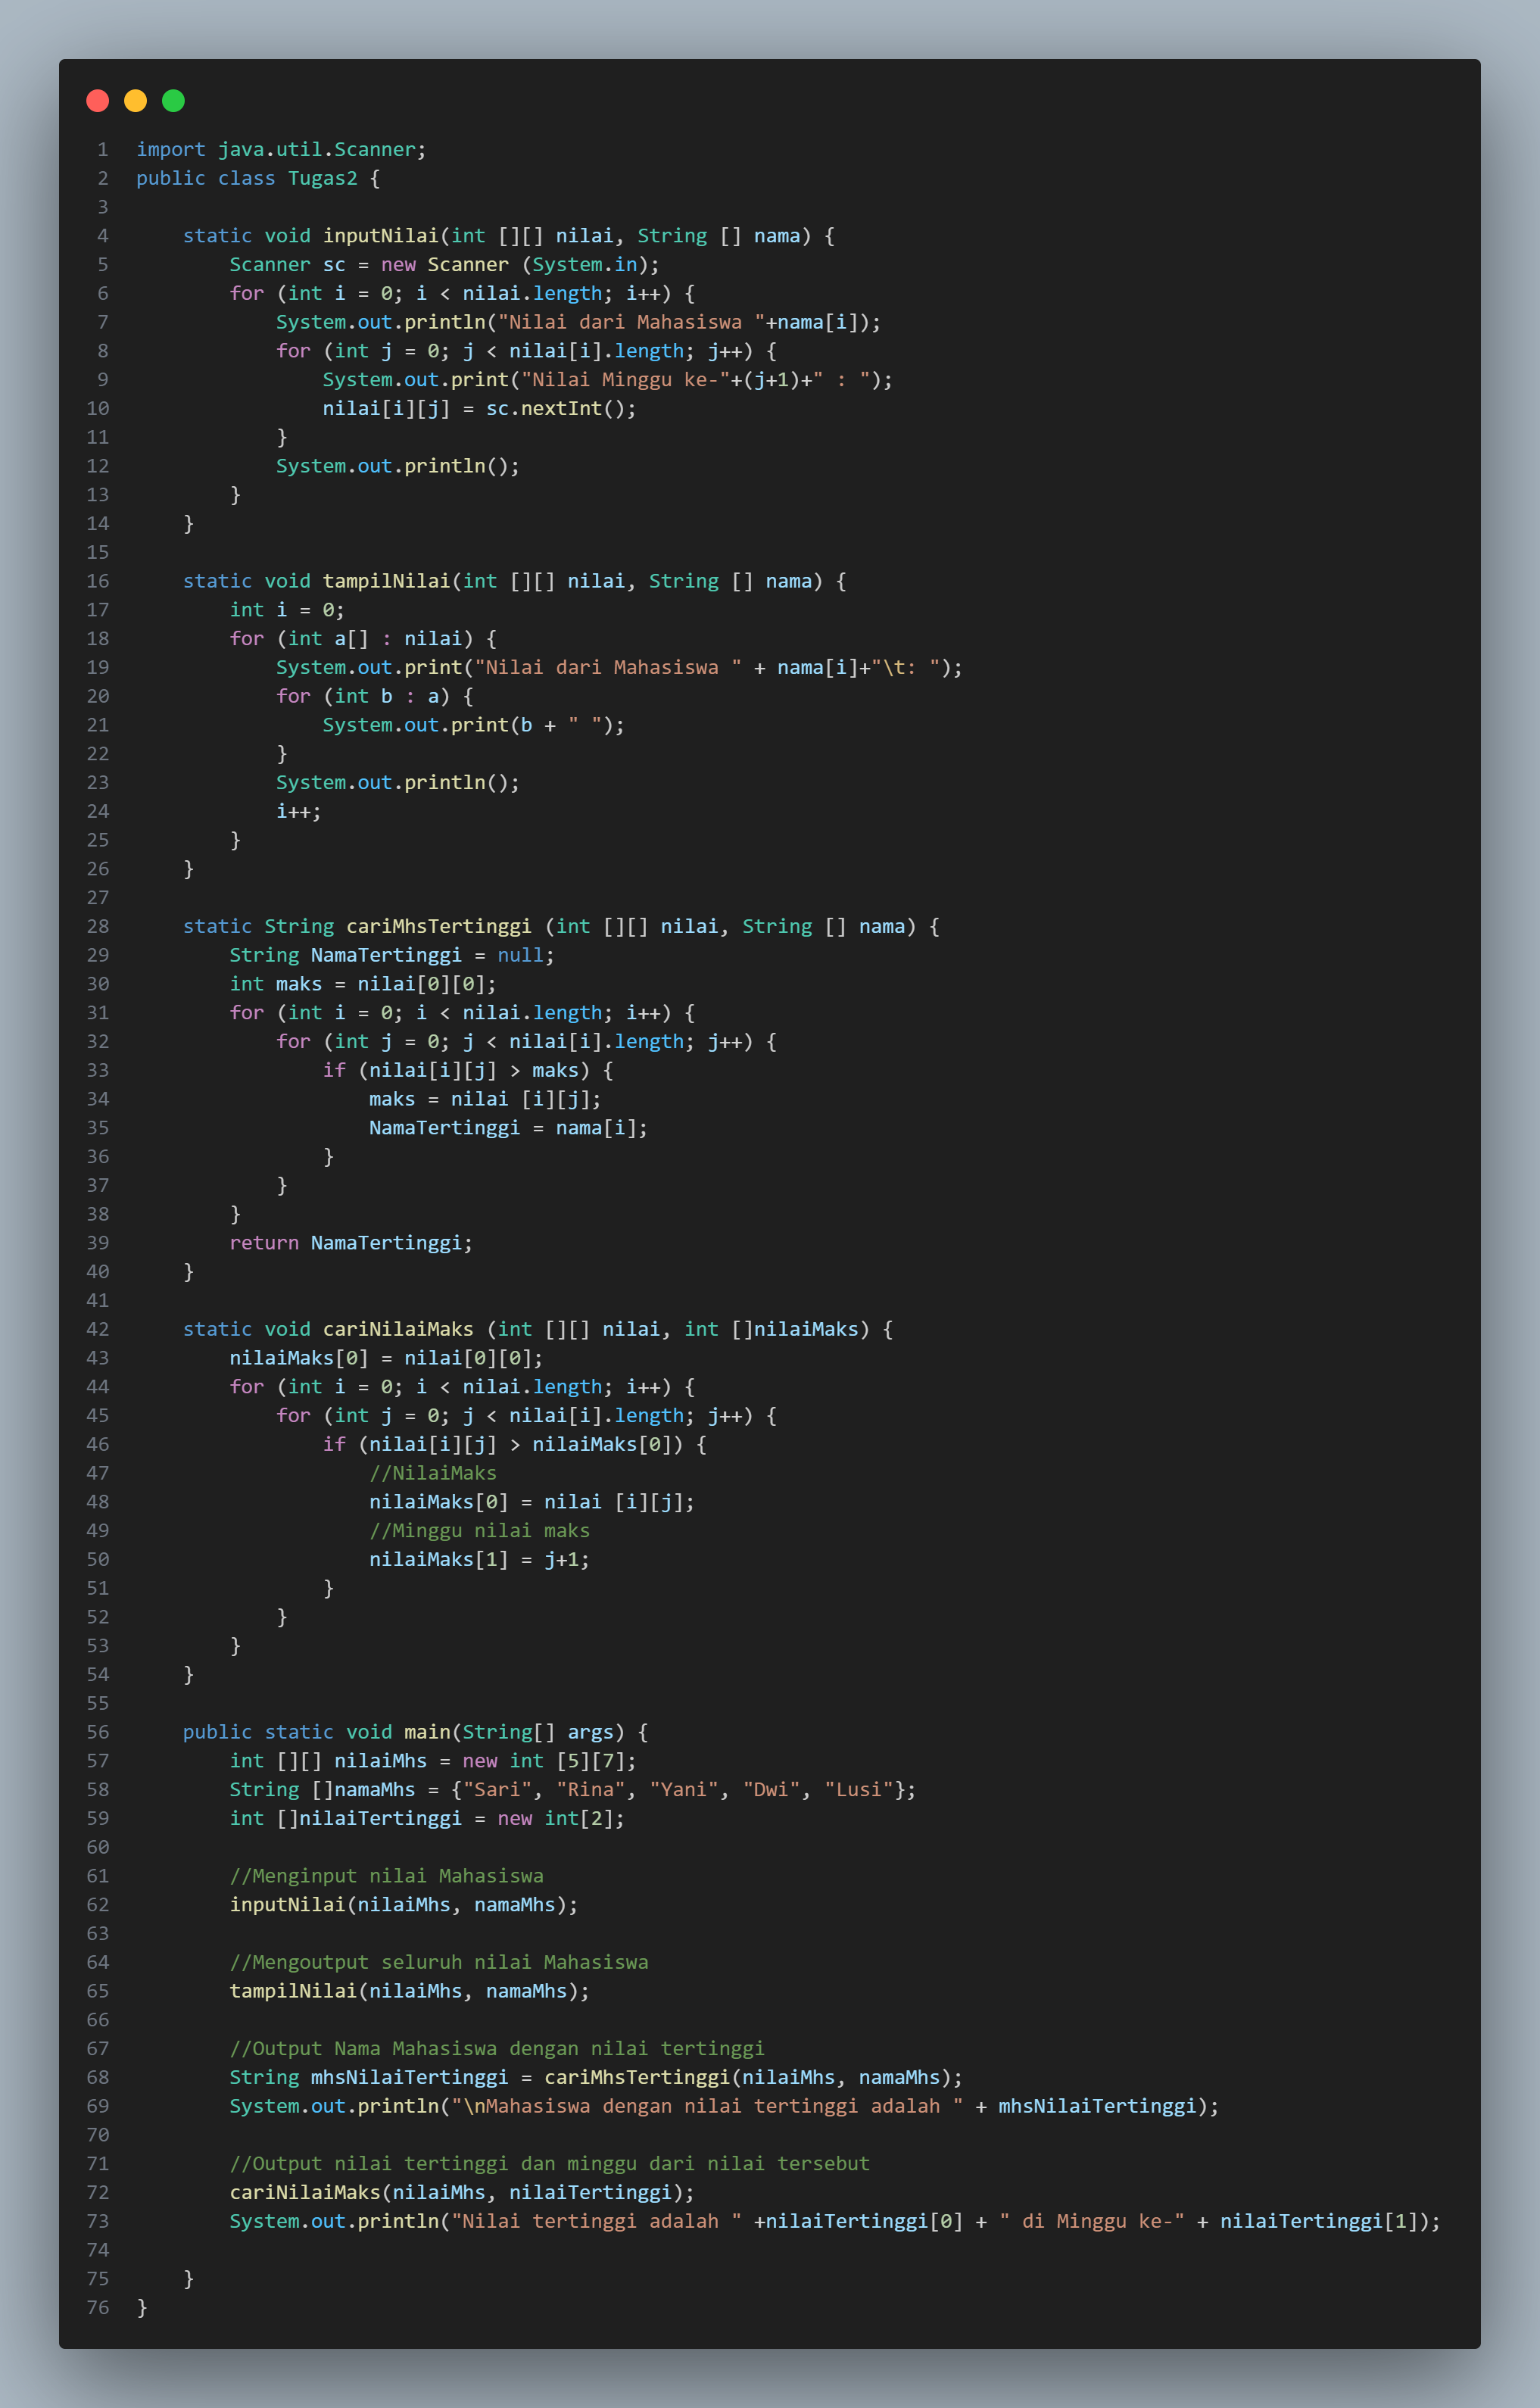 1 import java.util.Scanner;
2 public class Tugas2 {
3
4     static void inputNilai(int [][] nilai, String [] nama) {
5         Scanner sc = new Scanner (System.in);
6         for (int i = 0; i < nilai.length; i++) {
7             System.out.println("Nilai dari Mahasiswa "+nama[i]);
8             for (int j = 0; j < nilai[i].length; j++) {
9                 System.out.print("Nilai Minggu ke-"+(j+1)+" : ");
10                 nilai[i][j] = sc.nextInt();
11             }
12             System.out.println();
13         }
14     }
15
16     static void tampilNilai(int [][] nilai, String [] nama) {
17         int i = 0;
18         for (int a[] : nilai) {
19             System.out.print("Nilai dari Mahasiswa " + nama[i]+"\t: ");
20             for (int b : a) {
21                 System.out.print(b + " ");
22             }
23             System.out.println();
24             i++;
25         }
26     }
27
28     static String cariMhsTertinggi (int [][] nilai, String [] nama) {
29         String NamaTertinggi = null;
30         int maks = nilai[0][0];
31         for (int i = 0; i < nilai.length; i++) {
32             for (int j = 0; j < nilai[i].length; j++) {
33                 if (nilai[i][j] > maks) {
34                     maks = nilai [i][j];
35                     NamaTertinggi = nama[i];
36                 }
37             }
38         }
39         return NamaTertinggi;
40     }
41
42     static void cariNilaiMaks (int [][] nilai, int []nilaiMaks) {
43         nilaiMaks[0] = nilai[0][0];
44         for (int i = 0; i < nilai.length; i++) {
45             for (int j = 0; j < nilai[i].length; j++) {
46                 if (nilai[i][j] > nilaiMaks[0]) {
47                     //NilaiMaks
48                     nilaiMaks[0] = nilai [i][j];
49                     //Minggu nilai maks
50                     nilaiMaks[1] = j+1;
51                 }
52             }
53         }
54     }
55
56     public static void main(String[] args) {
57         int [][] nilaiMhs = new int [5][7];
58         String []namaMhs = {"Sari", "Rina", "Yani", "Dwi", "Lusi"};
59         int []nilaiTertinggi = new int[2];
60
61         //Menginput nilai Mahasiswa
62         inputNilai(nilaiMhs, namaMhs);
63
64         //Mengoutput seluruh nilai Mahasiswa
65         tampilNilai(nilaiMhs, namaMhs);
66
67         //Output Nama Mahasiswa dengan nilai tertinggi
68         String mhsNilaiTertinggi = cariMhsTertinggi(nilaiMhs, namaMhs);
69         System.out.println("\nMahasiswa dengan nilai tertinggi adalah " + mhsNilaiTertinggi);
70
71         //Output nilai tertinggi dan minggu dari nilai tersebut
72         cariNilaiMaks(nilaiMhs, nilaiTertinggi);
73         System.out.println("Nilai tertinggi adalah " +nilaiTertinggi[0] + " di Minggu ke-" + nilaiTertinggi[1]);
74
75     }
76 }